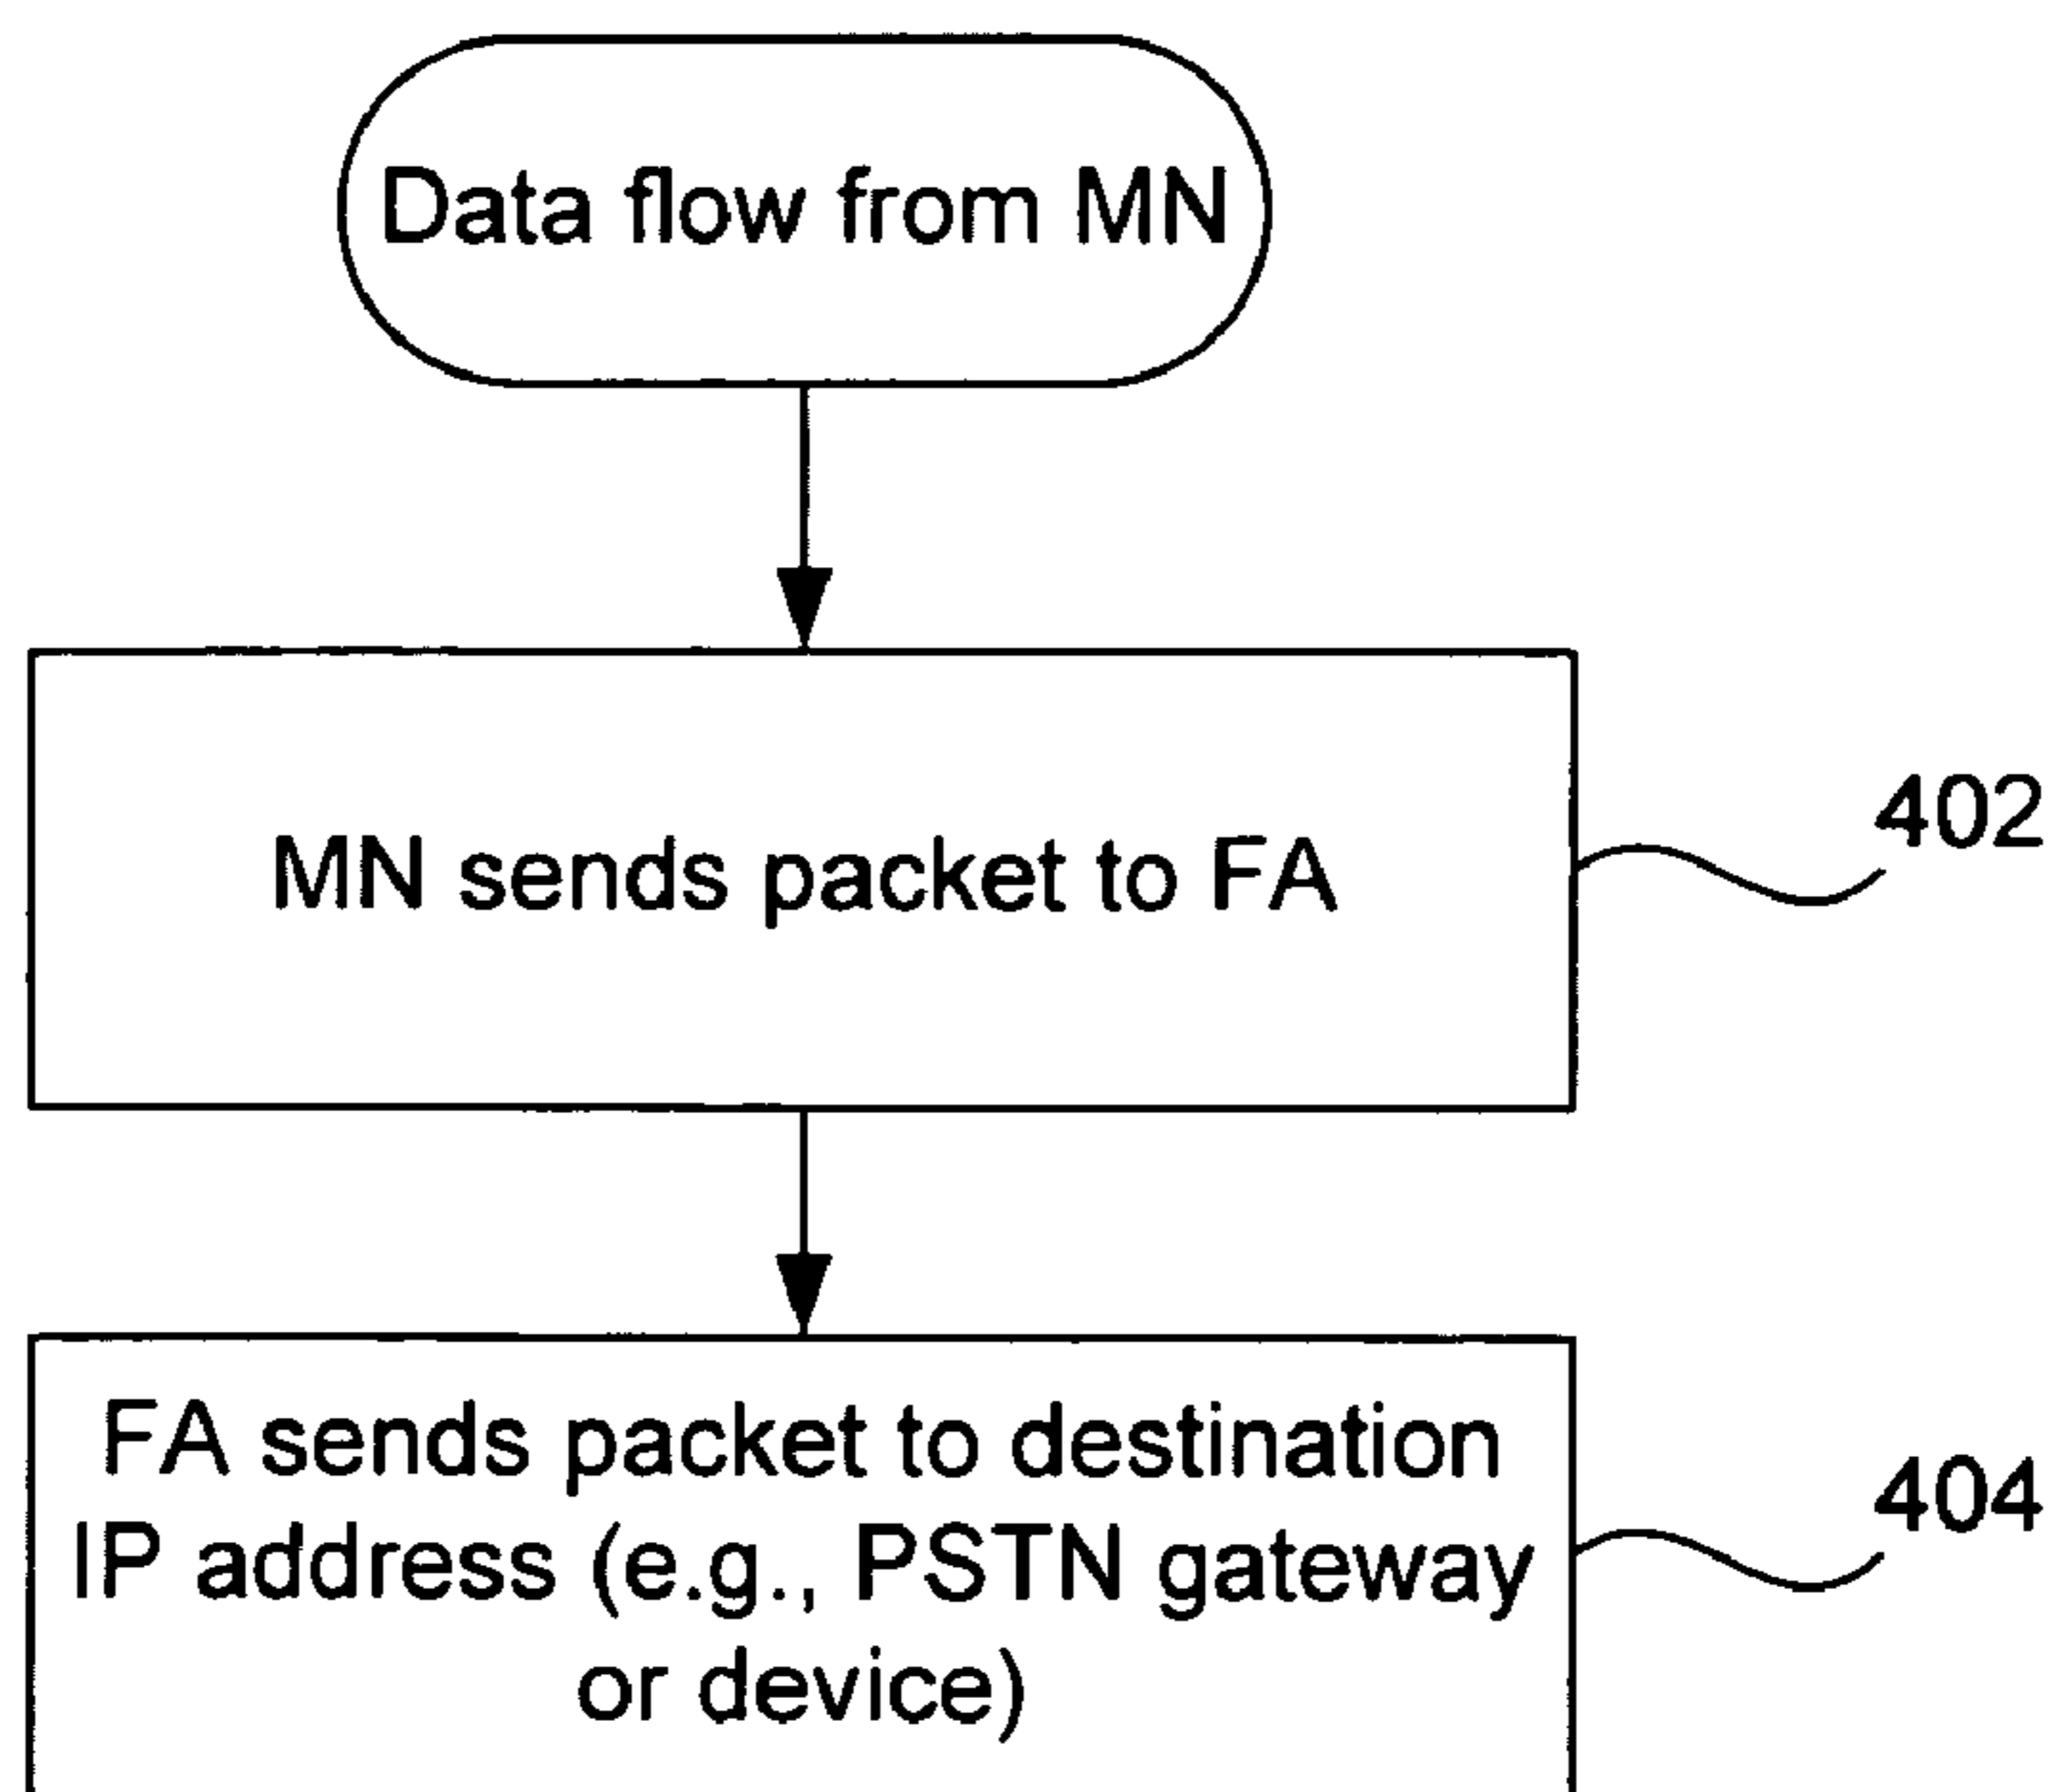 Data flow from MN
MN sends packet to FA
402
FA sends packet to destination
IP address (e.g., PSTN gateway
or device)
404